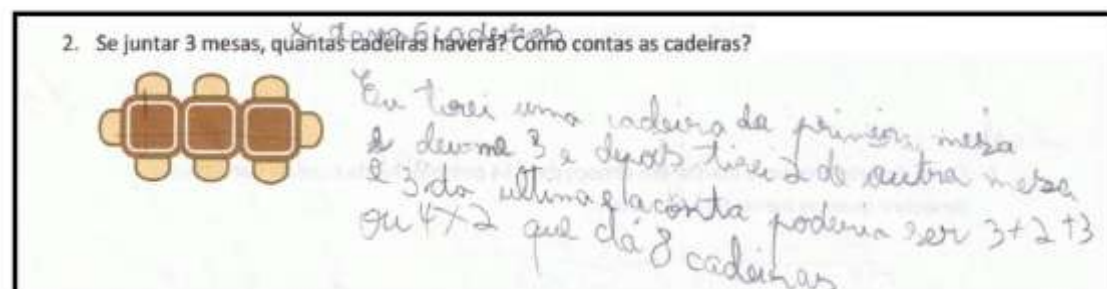 2. Se juntar 3 mesas, quantas cadeiras haverá? Como contas as cadeiras?
Eu tirei uma cadeira da primeira mesa
e deu-me 3 e depois tirei 2 de outra mesa
e 3 da ultima e a conta poderia ser 3+2+3
ou 4×2 que dá 8 cadeiras